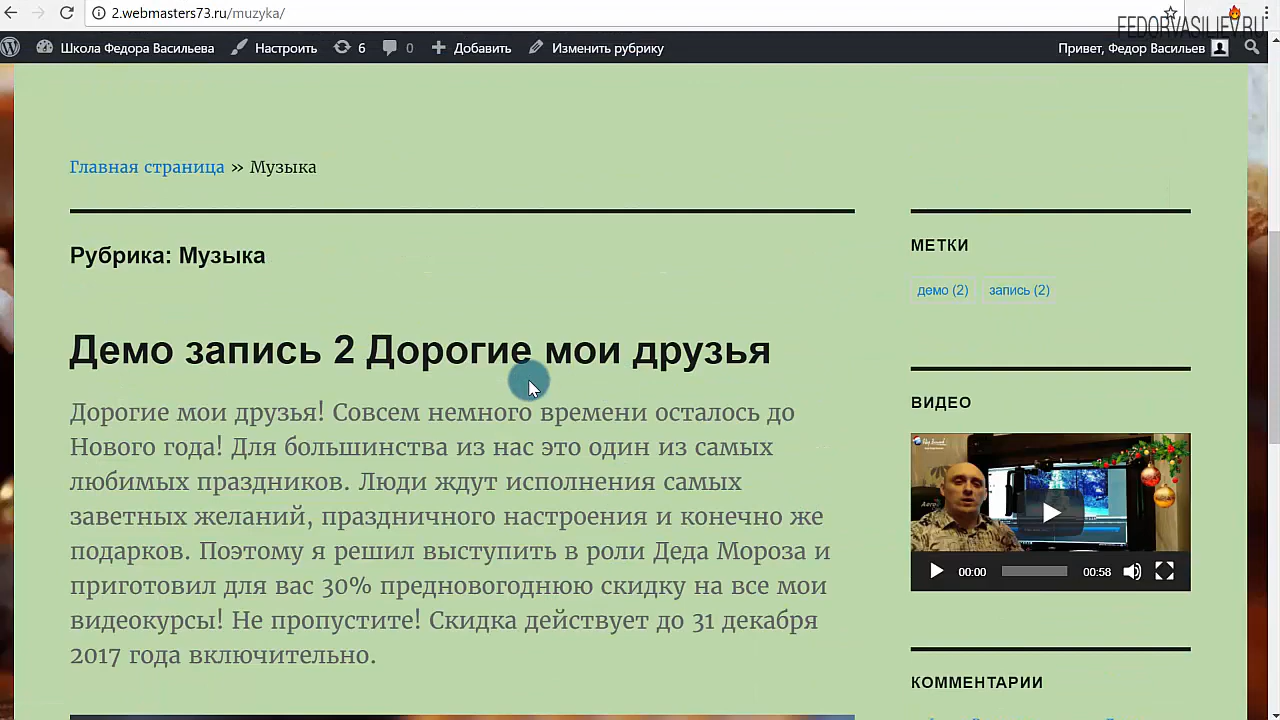 2.webmasters73.ru/muzyka/
FEDORVASILIEV.RU
Школа Федора Васильева Настроить 6 0 Добавить Изменить рубрику Привет, Федор Васильев
Главная страница » Музыка
Рубрика: Музыка
Демо запись 2 Дорогие мои друзья
Дорогие мои друзья! Совсем немного времени осталось до
Нового года! Для большинства из нас это один из самых
любимых праздников. Люди ждут исполнения самых
заветных желаний, праздничного настроения и конечно же
подарков. Поэтому я решил выступить в роли Деда Мороза и
приготовил для вас 30% предновогоднюю скидку на все мои
видеокурсы! Не пропустите! Скидка действует до 31 декабря
2017 года включительно.
МЕТКИ
демо (2) запись (2)
ВИДЕО
00:00 00:58
КОММЕНТАРИИ